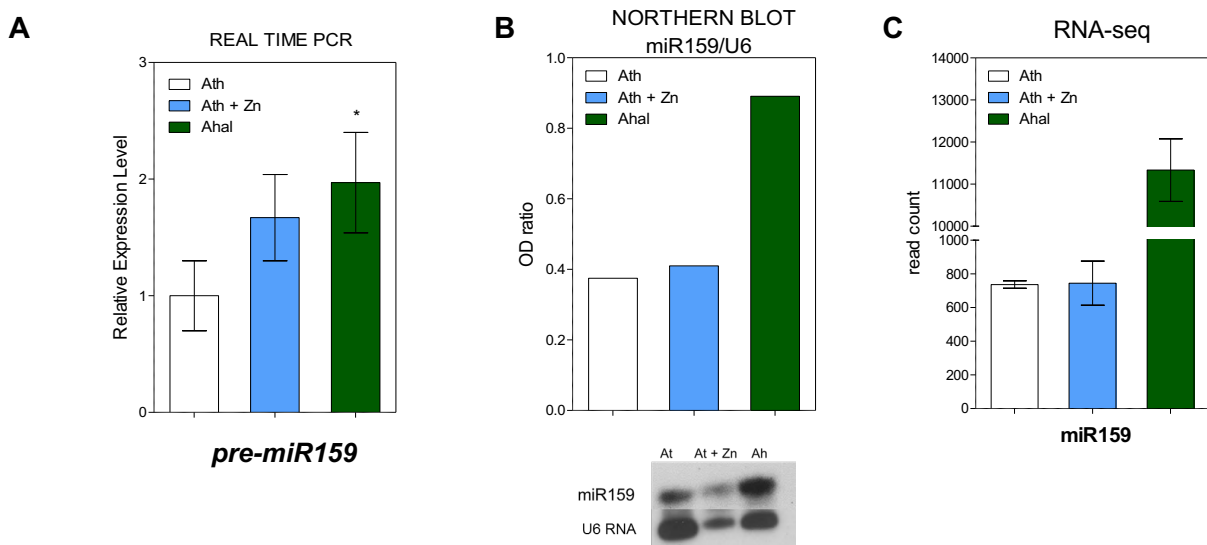 A
REAL TIME PCR
3
2
1
0
Relative Expression Level
Ath
Ath + Zn
Ahal
*
pre-miR159
B
NORTHERN BLOT
miR159/U6
1.0
0.8
0.6
0.4
0.2
0.0
OD ratio
Ath
Ath + Zn
Ahal
At At + Zn Ah
miR159
U6 RNA
C
RNA-seq
14000
13000
12000
11000
10000
1000
800
600
400
200
0
read count
Ath
Ath + Zn
Ahal
miR159